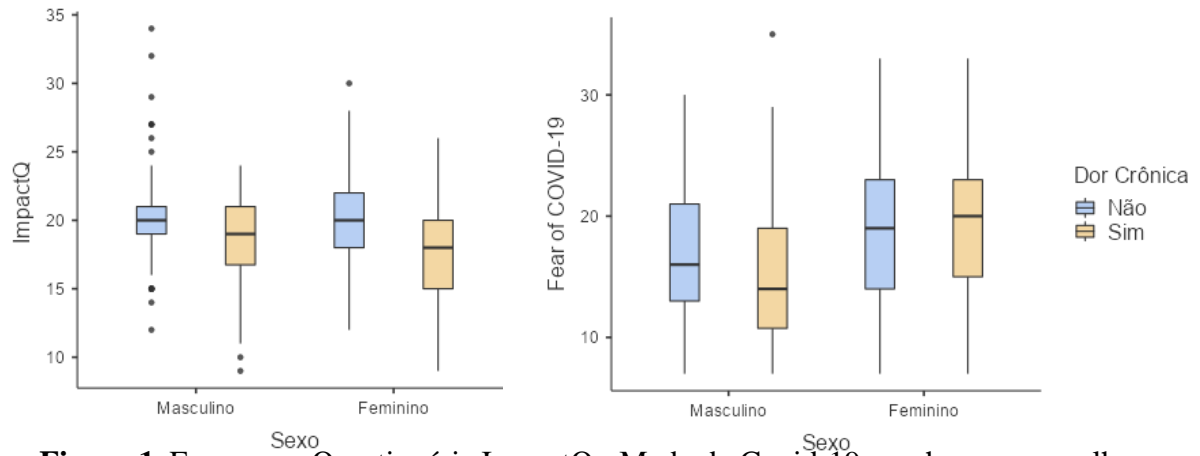 35
30
25
20
15
10
ImpactQ
Masculino
Feminino
Sexo
30
20
10
Fear of COVID-19
Masculino
Feminino
Sexo
Dor Crônica
Não
Sim